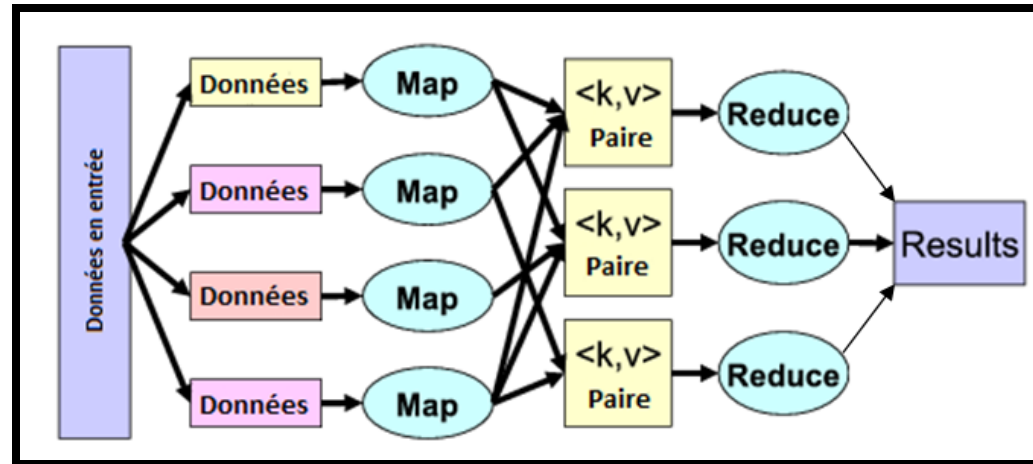 Données en entrée
Données
Map
Données
Map
Données
Map
Données
Map
<k,v>
Paire
<k,v>
Paire
<k,v>
Paire
Reduce
Reduce
Reduce
Results